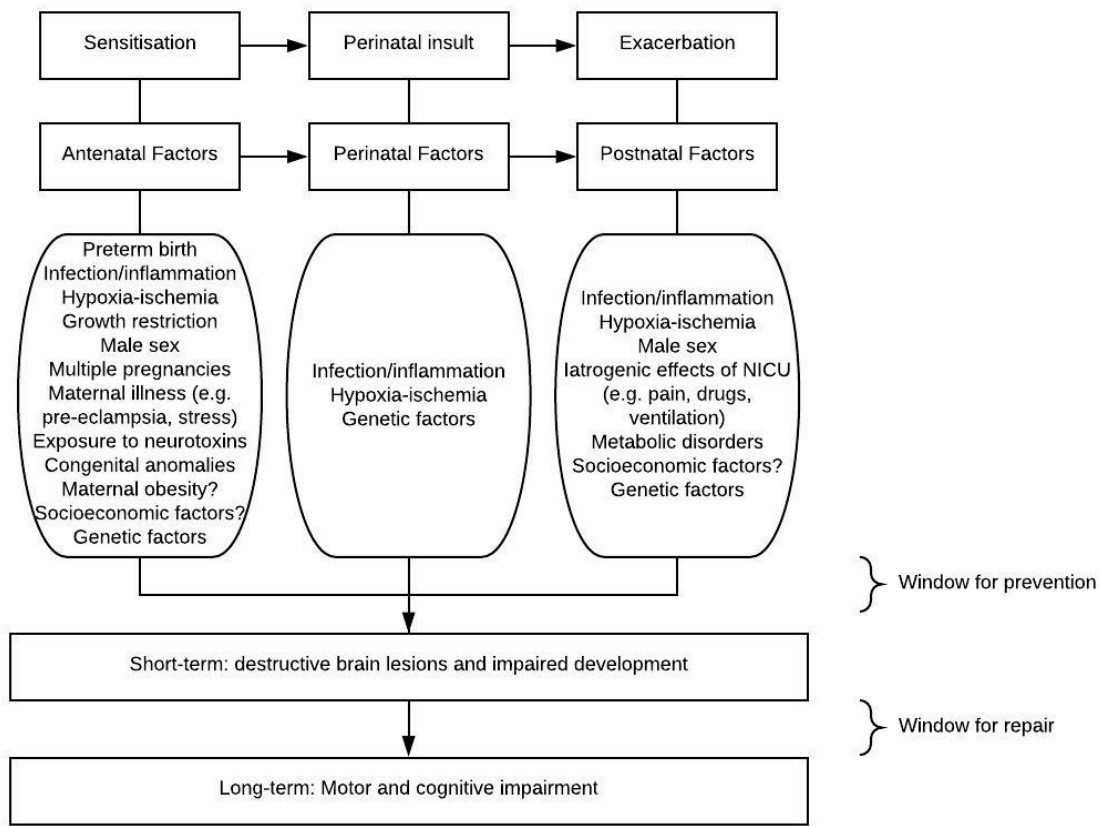 Sensitisation
Perinatal insult
Exacerbation
Antenatal Factors
Perinatal Factors
Postnatal Factors
Preterm birth
Infection/inflammation
Hypoxia-ischemia
Growth restriction
Male sex
Multiple pregnancies
Maternal illness (e.g.
pre-eclampsia, stress)
Exposure to neurotoxins
Congenital anomalies
Maternal obesity?
Socioeconomic factors?
Genetic factors
Infection/inflammation
Hypoxia-ischemia
Genetic factors
Infection/inflammation
Hypoxia-ischemia
Male sex
Iatrogenic effects of NICU
(e.g. pain, drugs,
ventilation)
Metabolic disorders
Socioeconomic factors?
Genetic factors
Window for prevention
Short-term: destructive brain lesions and impaired development
Window for repair
Long-term: Motor and cognitive impairment